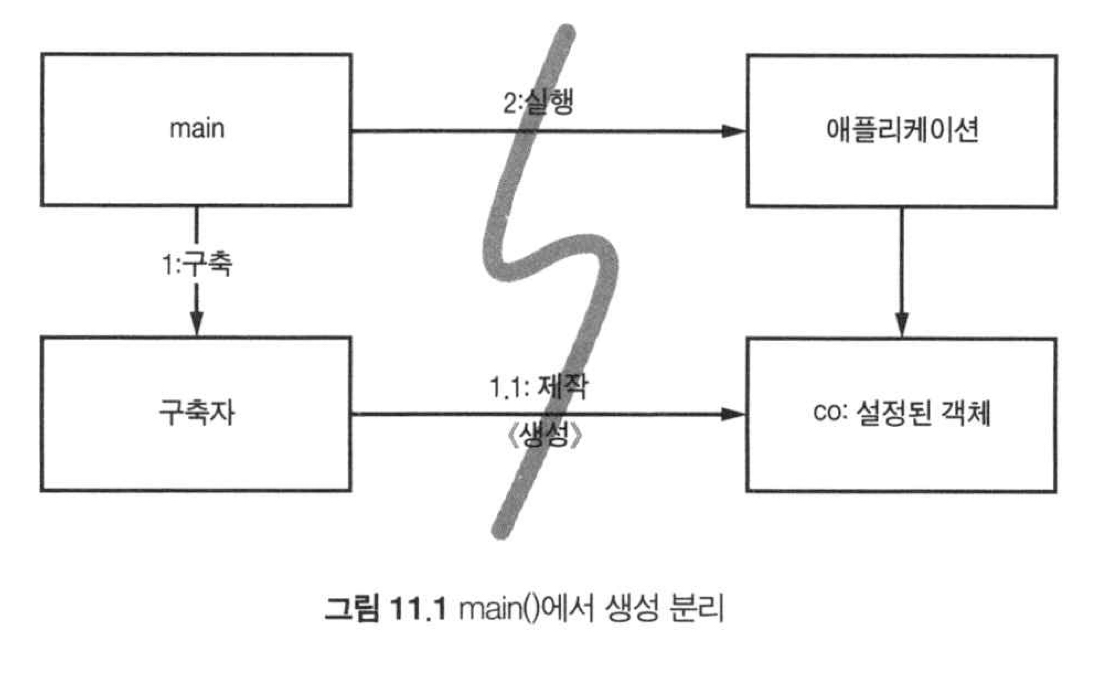 main
2:실행
애플리케이션
1:구축
구축자
1.1: 제작
《생성》
co: 설정된 객체
그림 11.1 main()에서 생성 분리